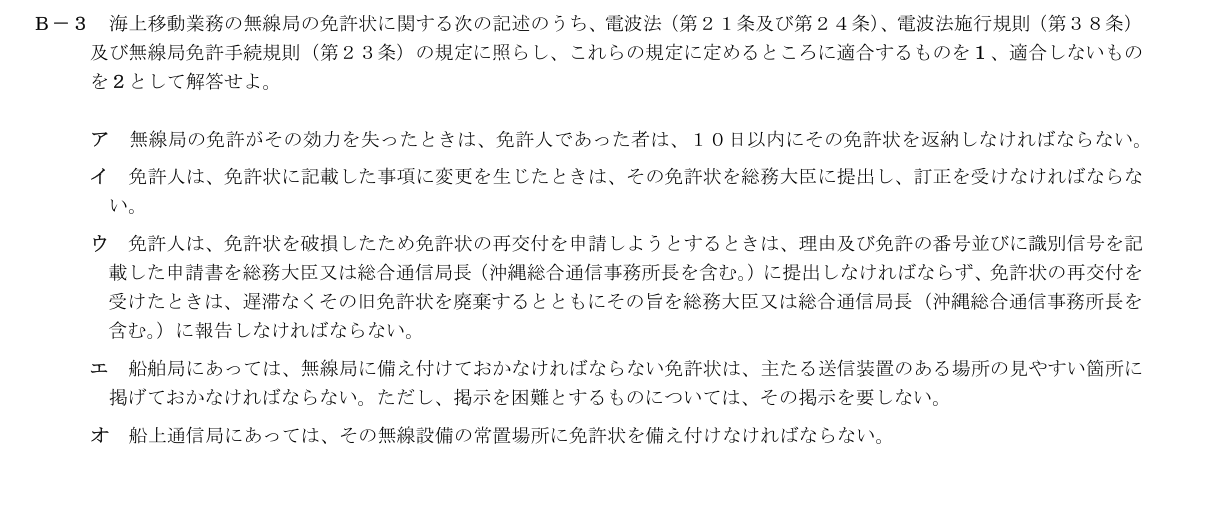 Ｂ－３　海上移動業務の無線局の免許状に関する次の記述のうち、電波法（第２１条及び第２４条）、電波法施行規則（第３８条）
及び無線局免許手続規則（第２３条）の規定に照らし、これらの規定に定めるところに適合するものを１、適合しないもの
を２として解答せよ。
ア　無線局の免許がその効力を失ったときは、免許人であった者は、１０日以内にその免許状を返納しなければならない。
イ　免許人は、免許状に記載した事項に変更を生じたときは、その免許状を総務大臣に提出し、訂正を受けなければならな
い。
ウ　免許人は、免許状を破損したため免許状の再交付を申請しようとするときは、理由及び免許の番号並びに識別信号を記
載した申請書を総務大臣又は総合通信局長（沖縄総合通信事務所長を含む。）に提出しなければならず、免許状の再交付を
受けたときは、遅滞なくその旧免許状を廃棄するとともにその旨を総務大臣又は総合通信局長（沖縄総合通信事務所長を
含む。）に報告しなければならない。
エ　船舶局にあっては、無線局に備え付けておかなければならない免許状は、主たる送信装置のある場所の見やすい箇所に
掲げておかなければならない。ただし、掲示を困難とするものについては、その掲示を要しない。
オ　船上通信局にあっては、その無線設備の常置場所に免許状を備え付けなければならない。